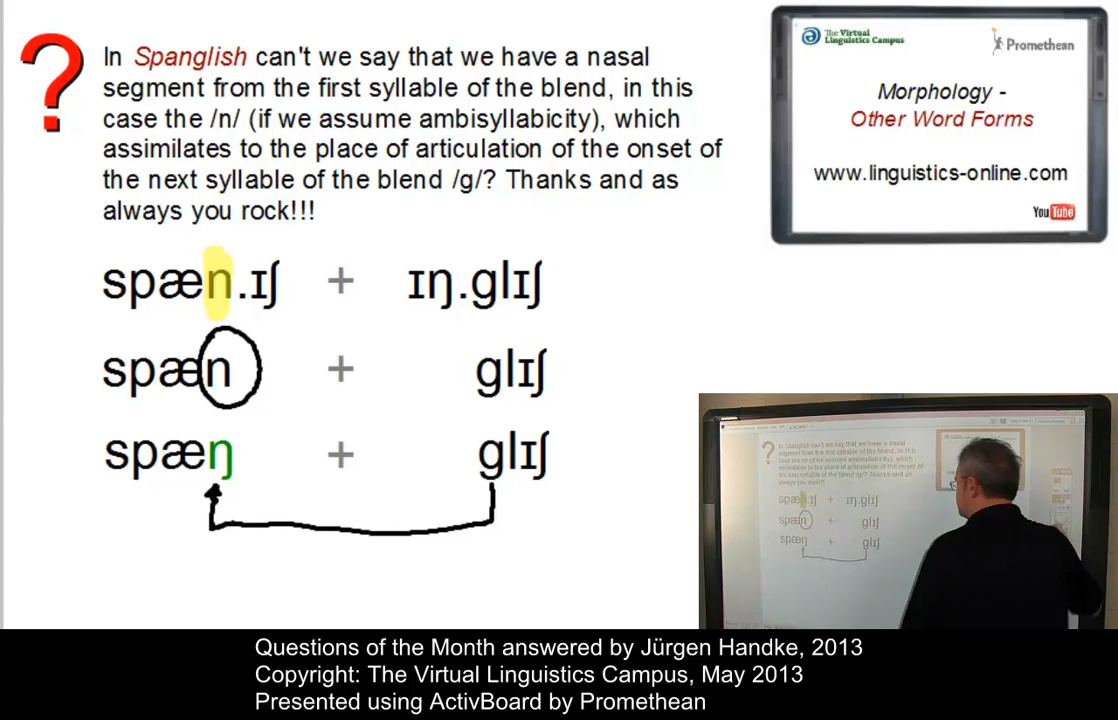 In Spanglish can't we say that we have a nasal
segment from the first syllable of the blend, in this
case the /n/ (if we assume ambisyllabicity), which
assimilates to the place of articulation of the onset of
the next syllable of the blend /g/? Thanks and as
always you rock!!!
The Virtual
Linguistics Campus
Promethean
Morphology -
Other Word Forms
www.linguistics-online.com
YouTube
spæn.ɪʃ + ɪŋ.glɪʃ
spæn + glɪʃ
spæŋ + glɪʃ
Questions of the Month answered by Jürgen Handke, 2013
Copyright: The Virtual Linguistics Campus, May 2013
Presented using ActivBoard by Promethean